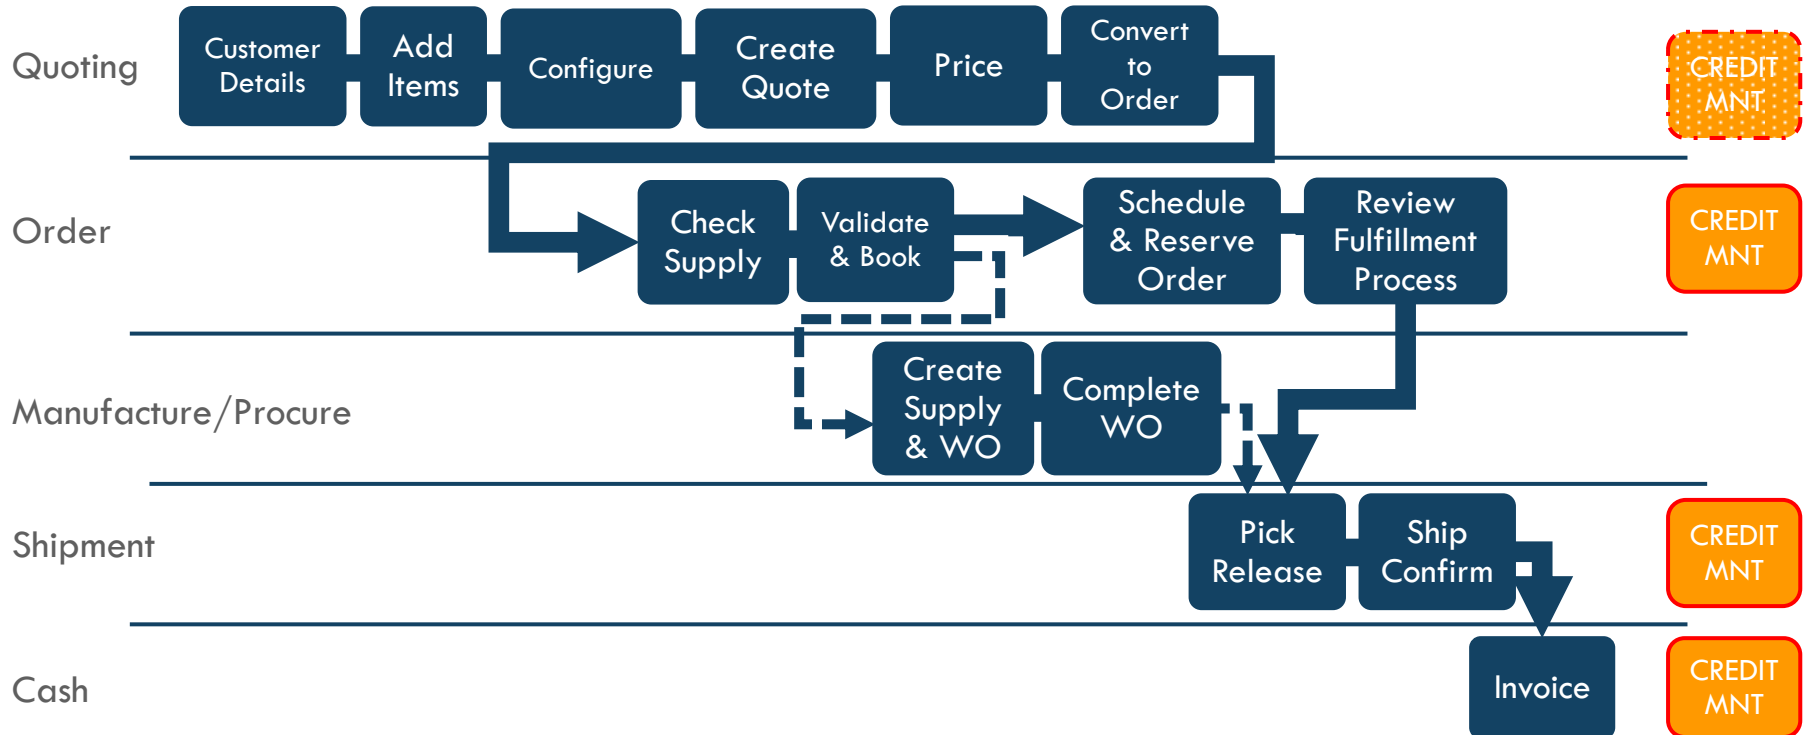 Quoting
Customer
Details
Add
Items
Configure
Create
Quote
Price
Convert
to
Order
CREDIT
MNT
Order
Check
Supply
Validate
& Book
Schedule
& Reserve
Order
Review
Fulfillment
Process
CREDIT
MNT
Manufacture/Procure
Create
Supply
& WO
Complete
WO
Shipment
Pick
Release
Ship
Confirm
CREDIT
MNT
Cash
Invoice
CREDIT
MNT